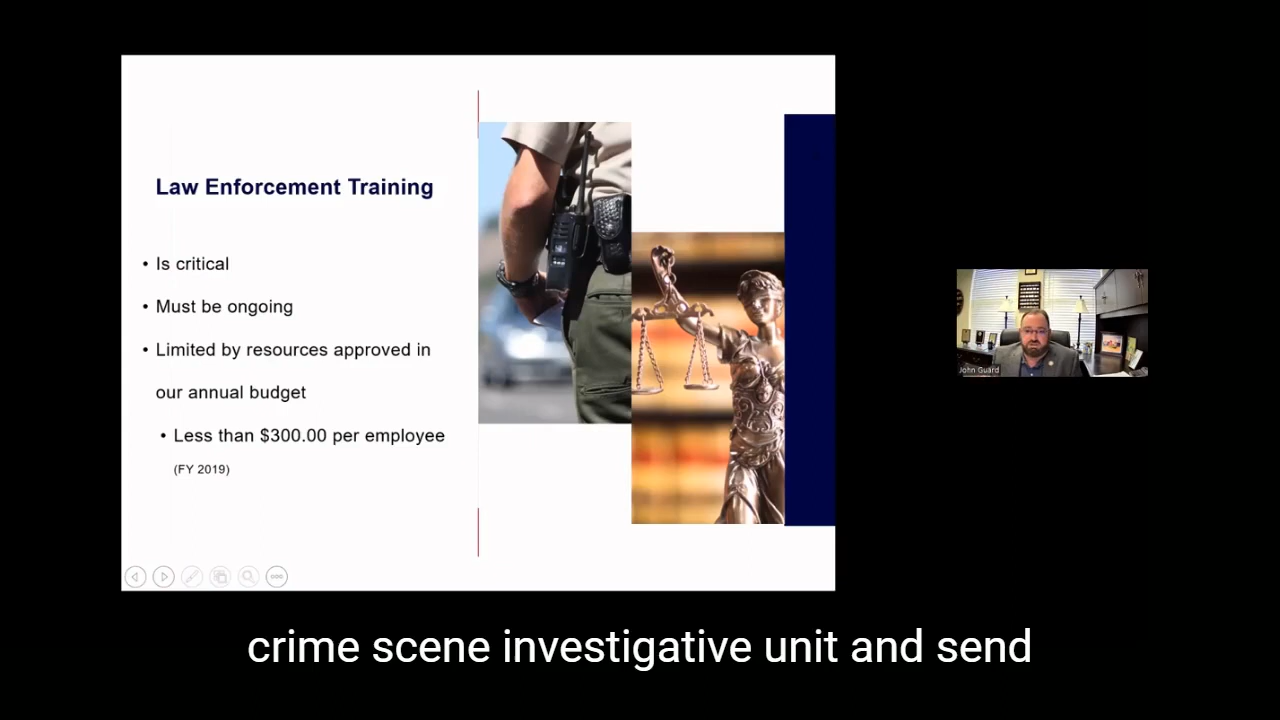 Law Enforcement Training
• Is critical
• Must be ongoing
• Limited by resources approved in
our annual budget
• Less than $300.00 per employee
(FY 2019)
John Guard
crime scene investigative unit and send